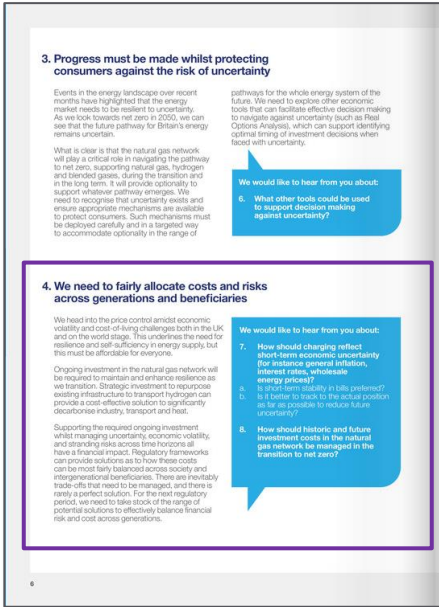 3. Progress must be made whilst protecting
consumers against the risk of uncertainty
Events in the energy landscape over recent
months have highlighted that the energy
market needs to be resilient to uncertainty.
As we look towards net zero in 2050, we can
see that the future pathway for Britain's energy
remains uncertain.
What is clear is that the natural gas network
will play a critical role in navigating the pathway
to net zero, supporting natural gas, hydrogen
and blended gases, during the transition and
in the long term. It will provide optionality to
support whatever pathway emerges. We
need to recognise that uncertainty exists and
ensure appropriate mechanisms are available
to protect consumers. Such mechanisms must
be deployed carefully and in a targeted way
to accommodate optionality in the range of
pathways for the whole energy system of the
future. We need to explore other economic
tools that can facilitate effective decision making
to navigate against uncertainty (such as Real
Options Analysis), which can support identifying
optimal timing of investment decisions when
faced with uncertainty.
We would like to hear from you about:
6. What other tools could be used
to support decision making
against uncertainty?
4. We need to fairly allocate costs and risks
across generations and beneficiaries
We head into the price control amidst economic
volatility and cost-of-living challenges both in the UK
and on the world stage. This underlines the need for
resilience and self-sufficiency in energy supply, but
this must be affordable for everyone.
Ongoing investment in the natural gas network will
be required to maintain and enhance resilience as
we transition. Strategic investment to repurpose
existing infrastructure to transport hydrogen can
provide a cost-effective solution to significantly
decarbonise industry, transport and heat.
Supporting the required ongoing investment
whilst managing uncertainty, economic volatility,
and stranding risks across time horizons all
have a financial impact. Regulatory frameworks
can provide solutions as to how these costs
can be most fairly balanced across society and
intergenerational beneficiaries. There are inevitably
trade-offs that need to be managed, and there is
rarely a perfect solution. For the next regulatory
period, we need to take stock of the range of
potential solutions to effectively balance financial
risk and cost across generations.
We would like to hear from you about:
7. How should charging reflect
short-term economic uncertainty
(for instance general inflation,
interest rates, wholesale
energy prices)?
a. Is short-term stability in bills preferred?
b. Is it better to track to the actual position
as far as possible to reduce future
uncertainty?
8. How should historic and future
investment costs in the natural
gas network be managed in the
transition to net zero?
6